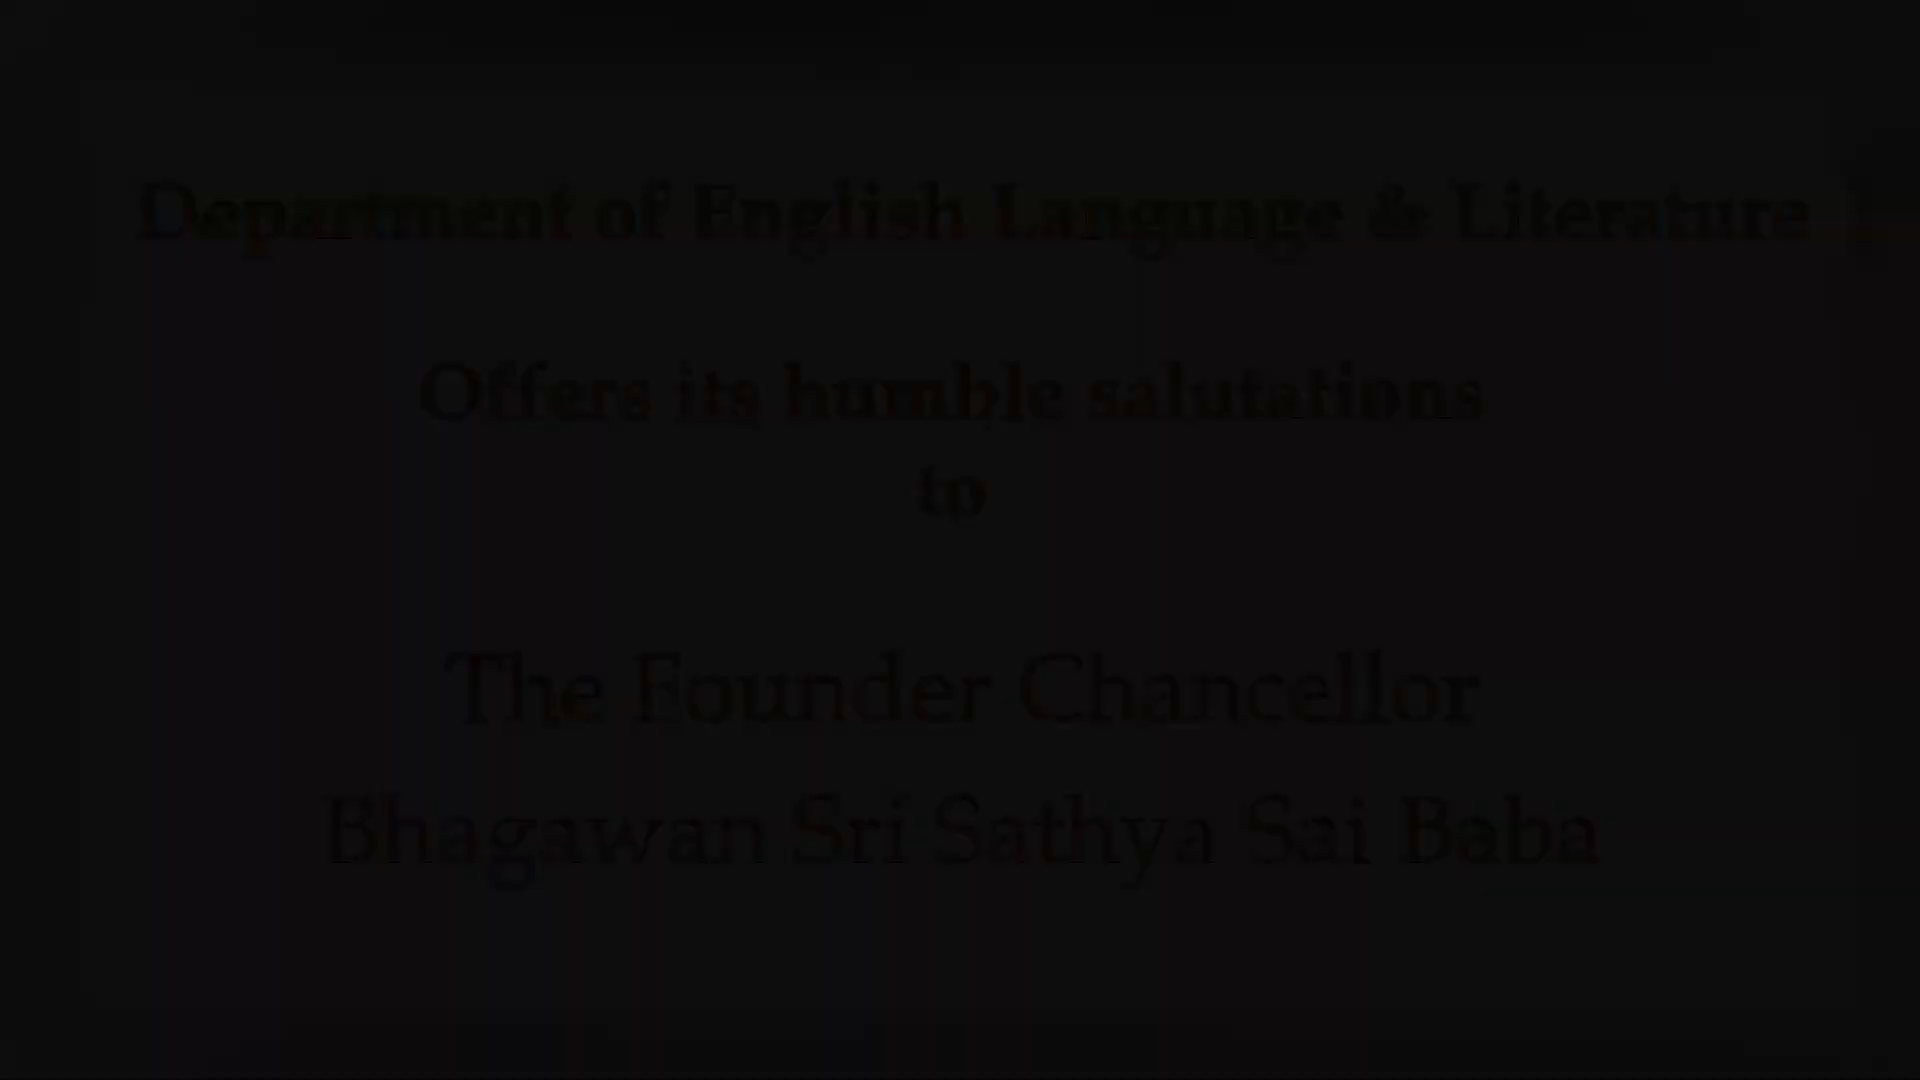 Department of English Language & Literature
Offers its humble salutations
to
The Founder Chancellor
Bhagawan Sri Sathya Sai Baba